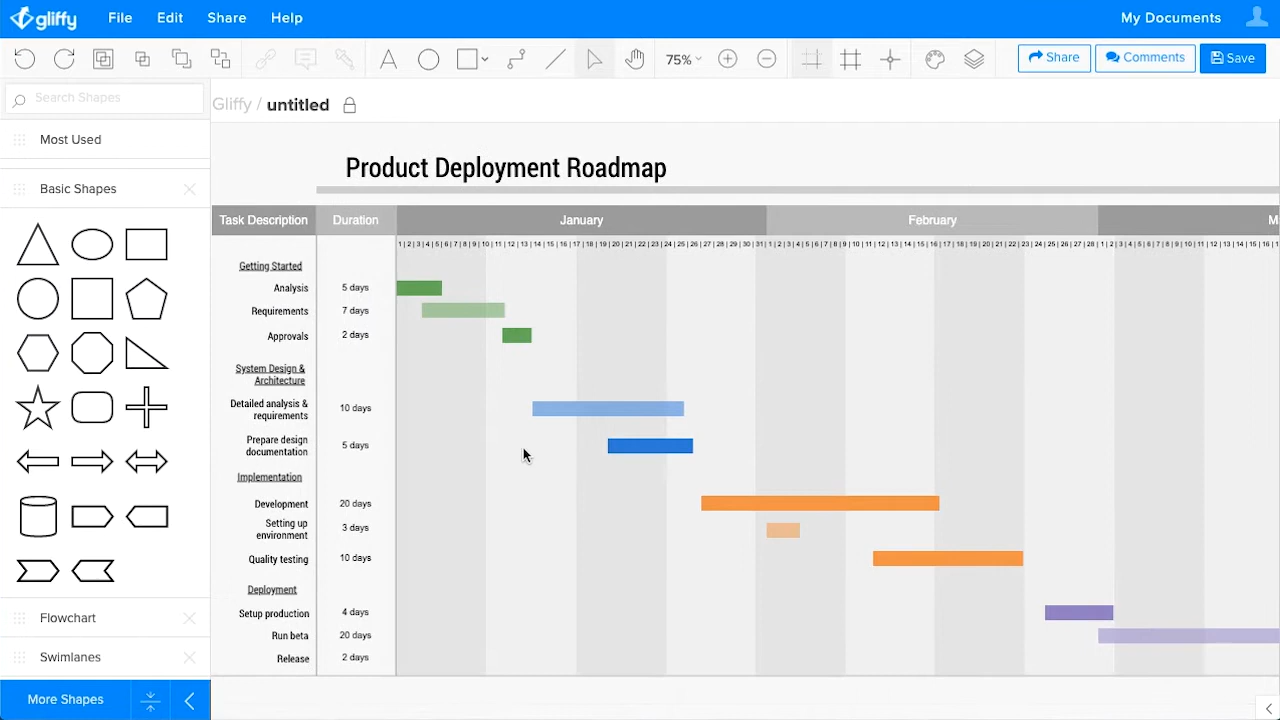 gliffy
File
Edit
Share
Help
My Documents
75%
Share
Comments
Save
Search Shapes
Gliffy / untitled
Most Used
Basic Shapes
Flowchart
Swimlanes
More Shapes
Product Deployment Roadmap
Task Description
Duration
January
February
M
Getting Started
Analysis
5 days
Requirements
7 days
Approvals
2 days
System Design &
Architecture
Detailed analysis &
requirements
10 days
Prepare design
documentation
5 days
Implementation
Development
20 days
Setting up
environment
3 days
Quality testing
10 days
Deployment
Setup production
4 days
Run beta
20 days
Release
2 days